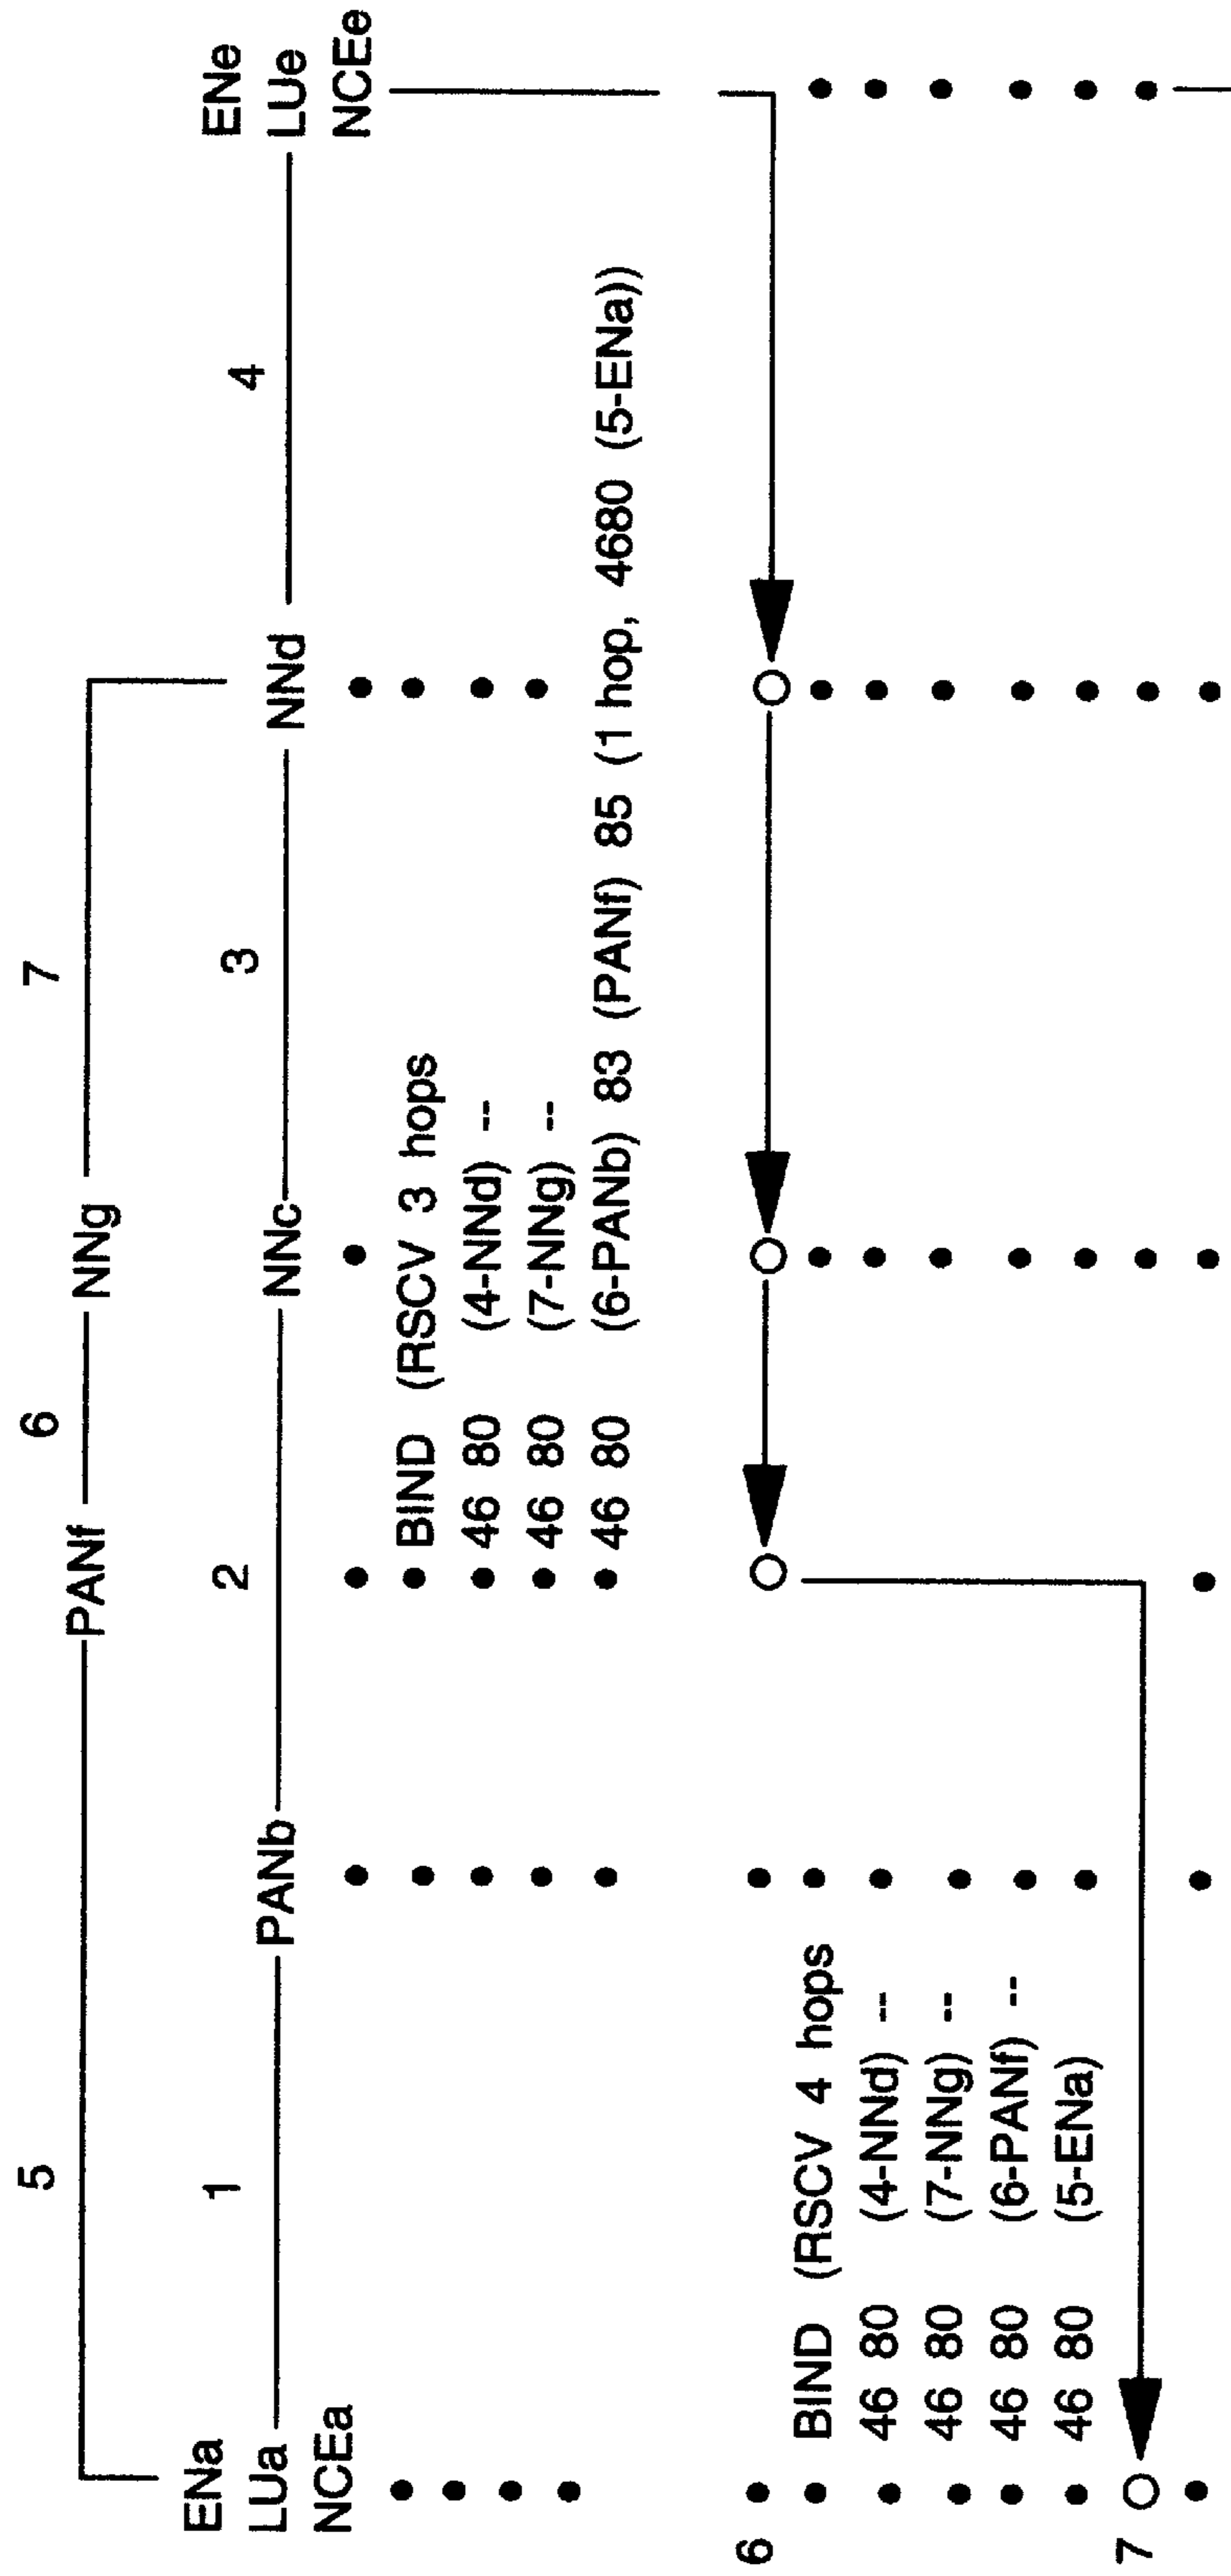 5 6 7
PANf NNg
1 2 3 4
ENa ENe
LUa PANb NNc NNd LUe
NCEa NCEe
BIND (RSCV 3 hops
46 80 (4-NNd) --
46 80 (7-NNg) --
46 80 (6-PANb) 83 (PANf) 85 (1 hop, 4680 (5-ENa))
6
BIND (RSCV 4 hops
46 80 (4-NNd) --
46 80 (7-NNg) --
46 80 (6-PANf) --
46 80 (5-ENa)
7